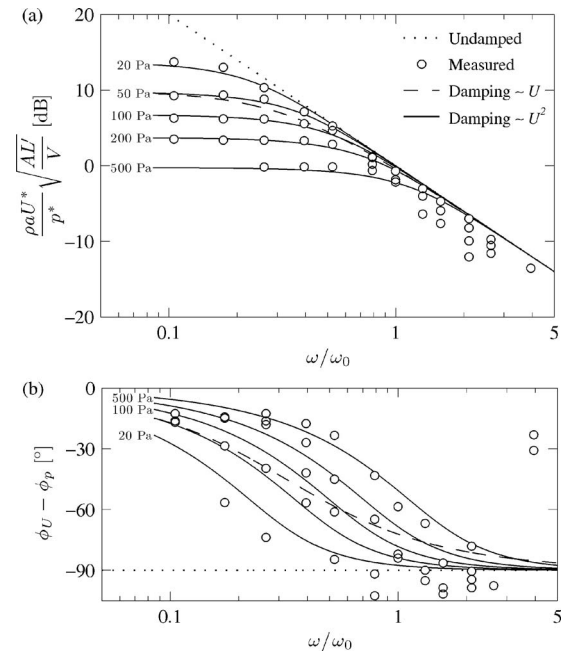 (a)
20
10
0
−10
−20
20 Pa
50 Pa
100 Pa
200 Pa
500 Pa
Undamped
Measured
Damping ~ U
Damping ~ U²
ρaU* / p* √(AL′ / V) [dB]
0.1
1
5
ω/ω₀
(b)
0
−30
−60
−90
500 Pa
100 Pa
20 Pa
ϕU − ϕp [°]
0.1
1
5
ω/ω₀